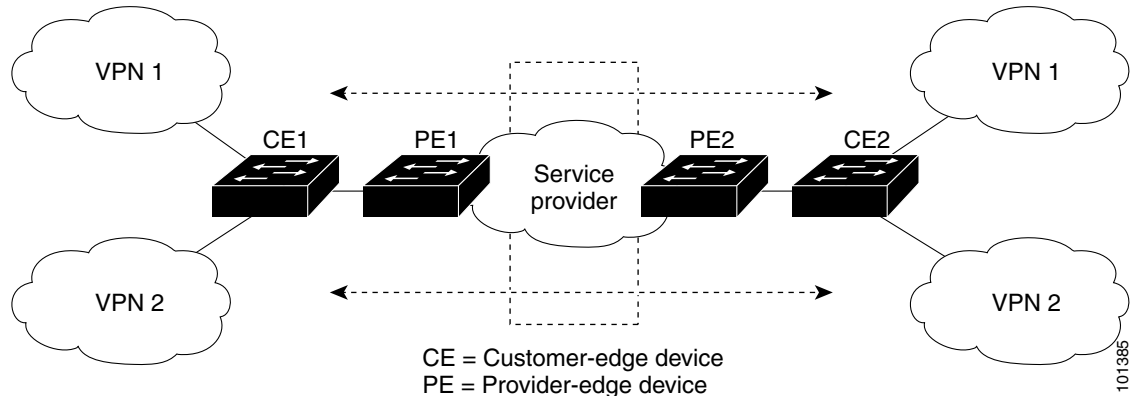 VPN 1
VPN 1
CE1
PE1
PE2
CE2
Service
provider
VPN 2
VPN 2
CE = Customer-edge device
PE = Provider-edge device
101385